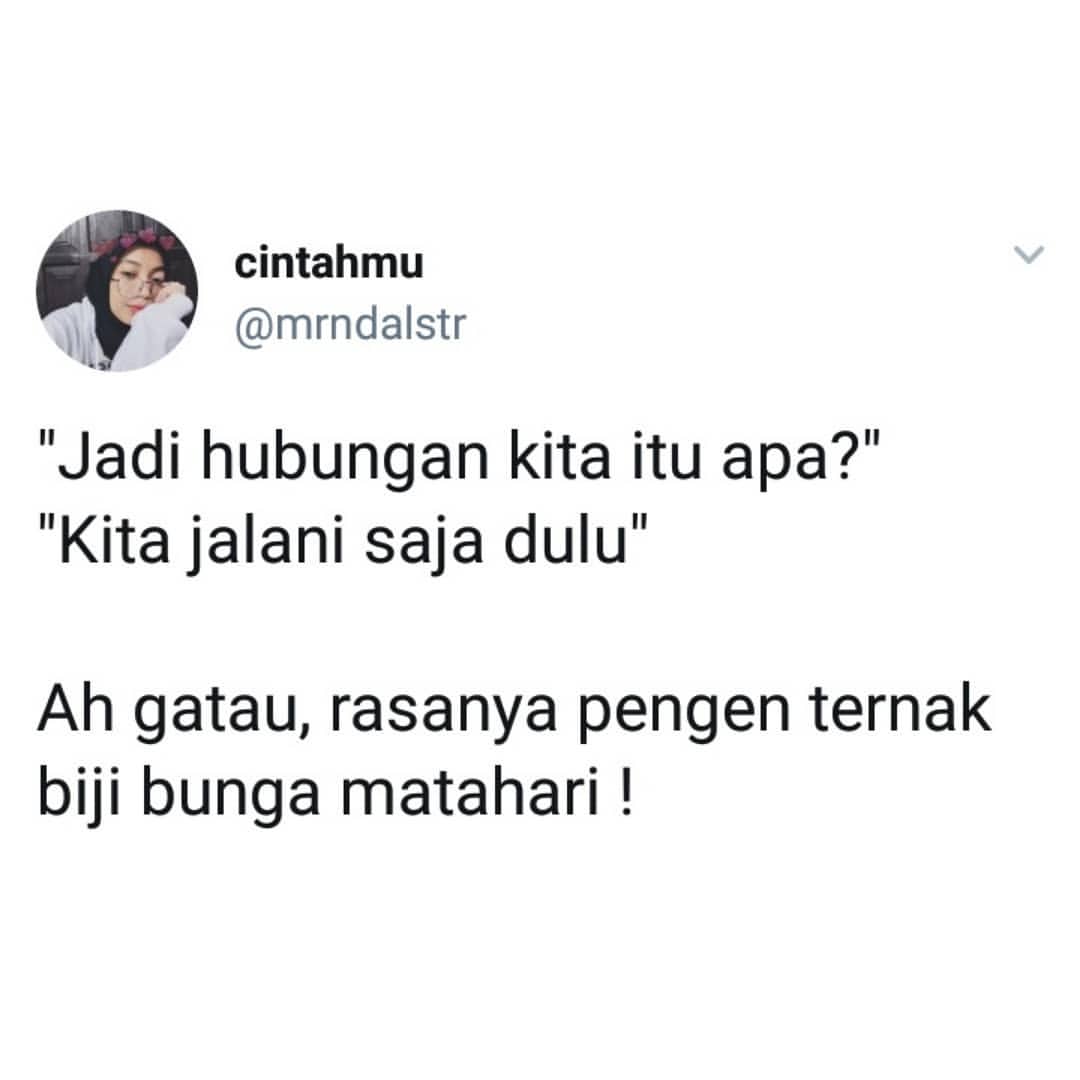 cintahmu
@mrndalstr
"Jadi hubungan kita itu apa?"
"Kita jalani saja dulu"
Ah gatau, rasanya pengen ternak
biji bunga matahari !